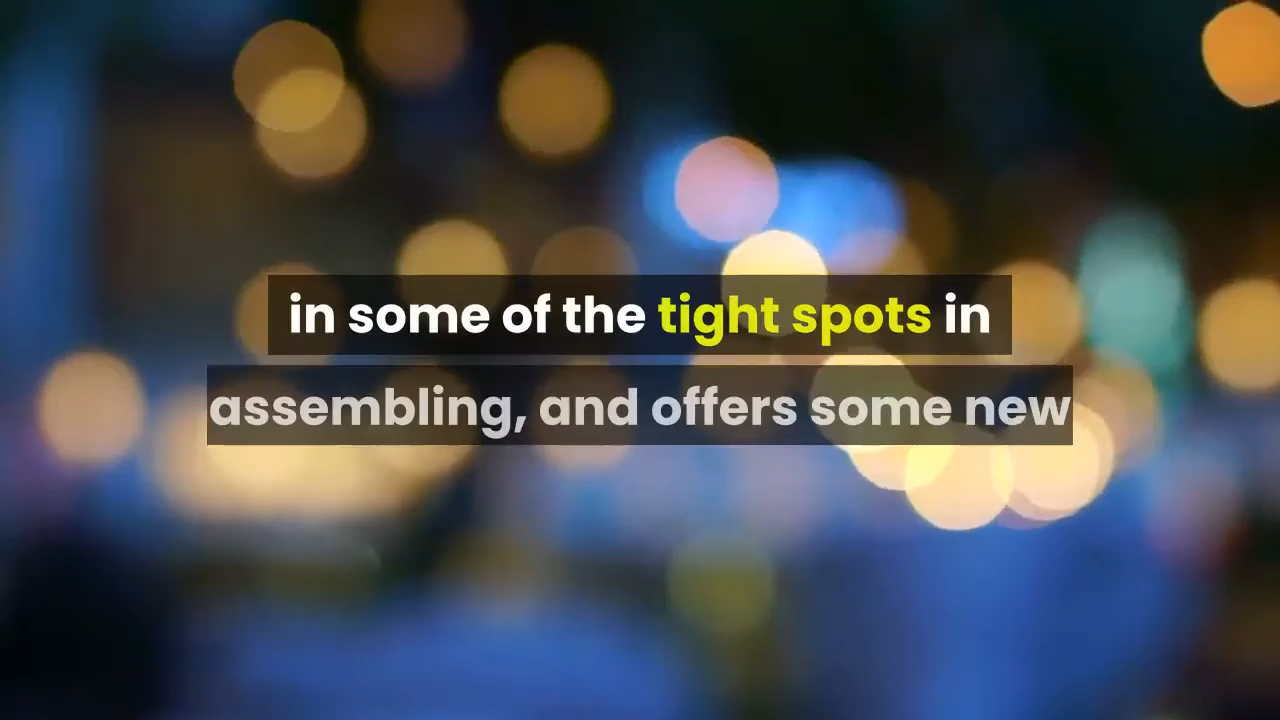 in some of the tight spots in
assembling, and offers some new